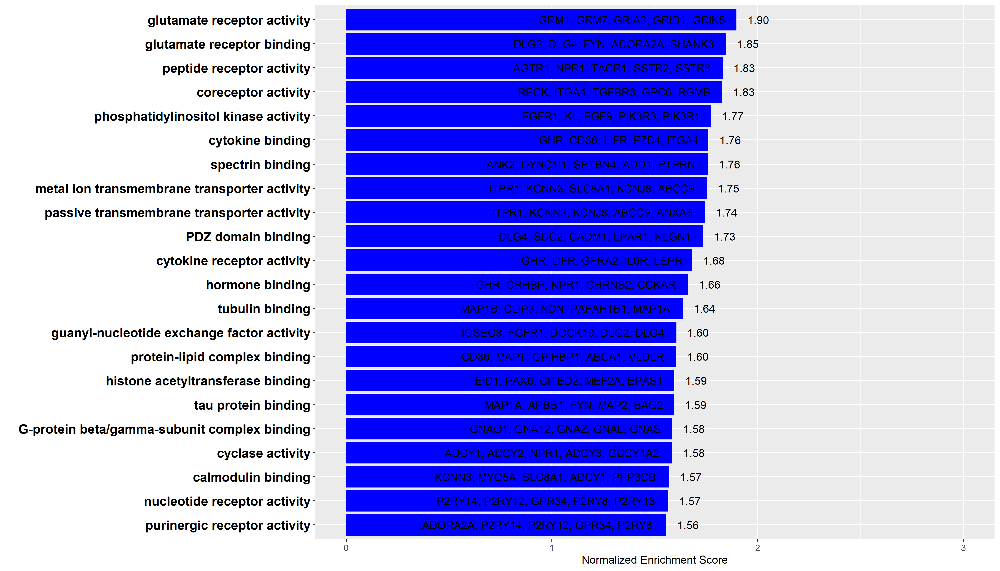 glutamate receptor activity GRM1, GRM7, GRIA3, GRID1, GRIK5 1.90
glutamate receptor binding DLG2, DLG4, FYN, ADORA2A, SHANK3 1.85
peptide receptor activity AGTR1, NPR1, TACR1, SSTR2, SSTR3 1.83
coreceptor activity RECK, ITGA4, TGFBR3, GPC6, RGMB 1.83
phosphatidylinositol kinase activity FGFR1, KL, FGF9, PIK3R3, PIK3R1 1.77
cytokine binding GHR, CD36, LIFR, FZD4, ITGA4 1.76
spectrin binding ANK2, DYNC1I1, SPTBN4, ADD1, PTPRN 1.76
metal ion transmembrane transporter activity ITPR1, KCNN3, SLC8A1, KCNJ8, ABCC9 1.75
passive transmembrane transporter activity ITPR1, KCNN3, KCNJ8, ABCC9, ANXA6 1.74
PDZ domain binding DLG4, SDC2, CADM1, LPAR1, NLGN1 1.73
cytokine receptor activity GHR, LIFR, GFRA2, IL6R, LEPR 1.68
hormone binding GHR, CRHBP, NPR1, CHRNB2, CCKAR 1.66
tubulin binding MAP1B, CLIP3, NDN, PAFAH1B1, MAP1A 1.64
guanyl-nucleotide exchange factor activity IQSEC3, FGFR1, DOCK10, DLG2, DLG4 1.60
protein-lipid complex binding CD36, MAPT, GPIHBP1, ABCA1, VLDLR 1.60
histone acetyltransferase binding EID1, PAX6, CITED2, MEF2A, EPAS1 1.59
tau protein binding MAP1A, APBB1, FYN, MAP2, BAG2 1.59
G-protein beta/gamma-subunit complex binding GNAO1, GNA12, GNAZ, GNAL, GNAS 1.58
cyclase activity ADCY1, ADCY2, NPR1, ADCY3, GUCY1A2 1.58
calmodulin binding KCNN3, MYO5A, SLC8A1, ADCY1, PPP3CB 1.57
nucleotide receptor activity P2RY14, P2RY12, GPR34, P2RY8, P2RY13 1.57
purinergic receptor activity ADORA2A, P2RY14, P2RY12, GPR34, P2RY8 1.56
0 1 2 3
Normalized Enrichment Score